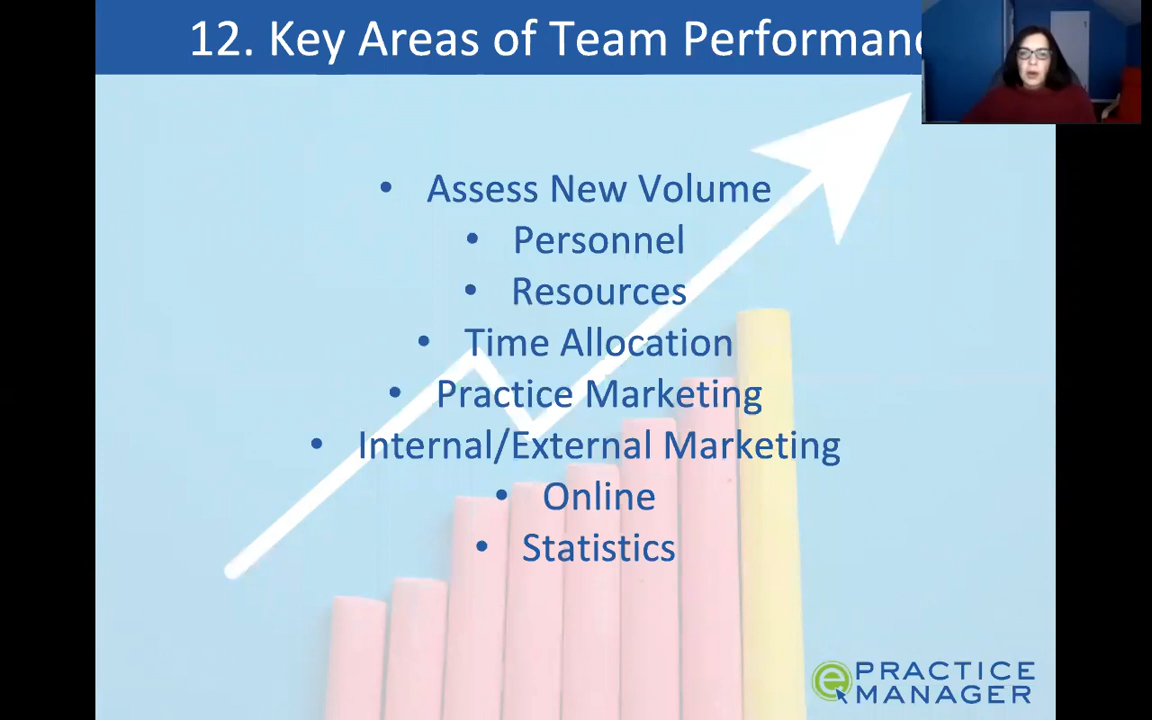 12. Key Areas of Team Performanc
• Assess New Volume
• Personnel
• Resources
• Time Allocation
• Practice Marketing
• Internal/External Marketing
• Online
• Statistics
e PRACTICE
MANAGER